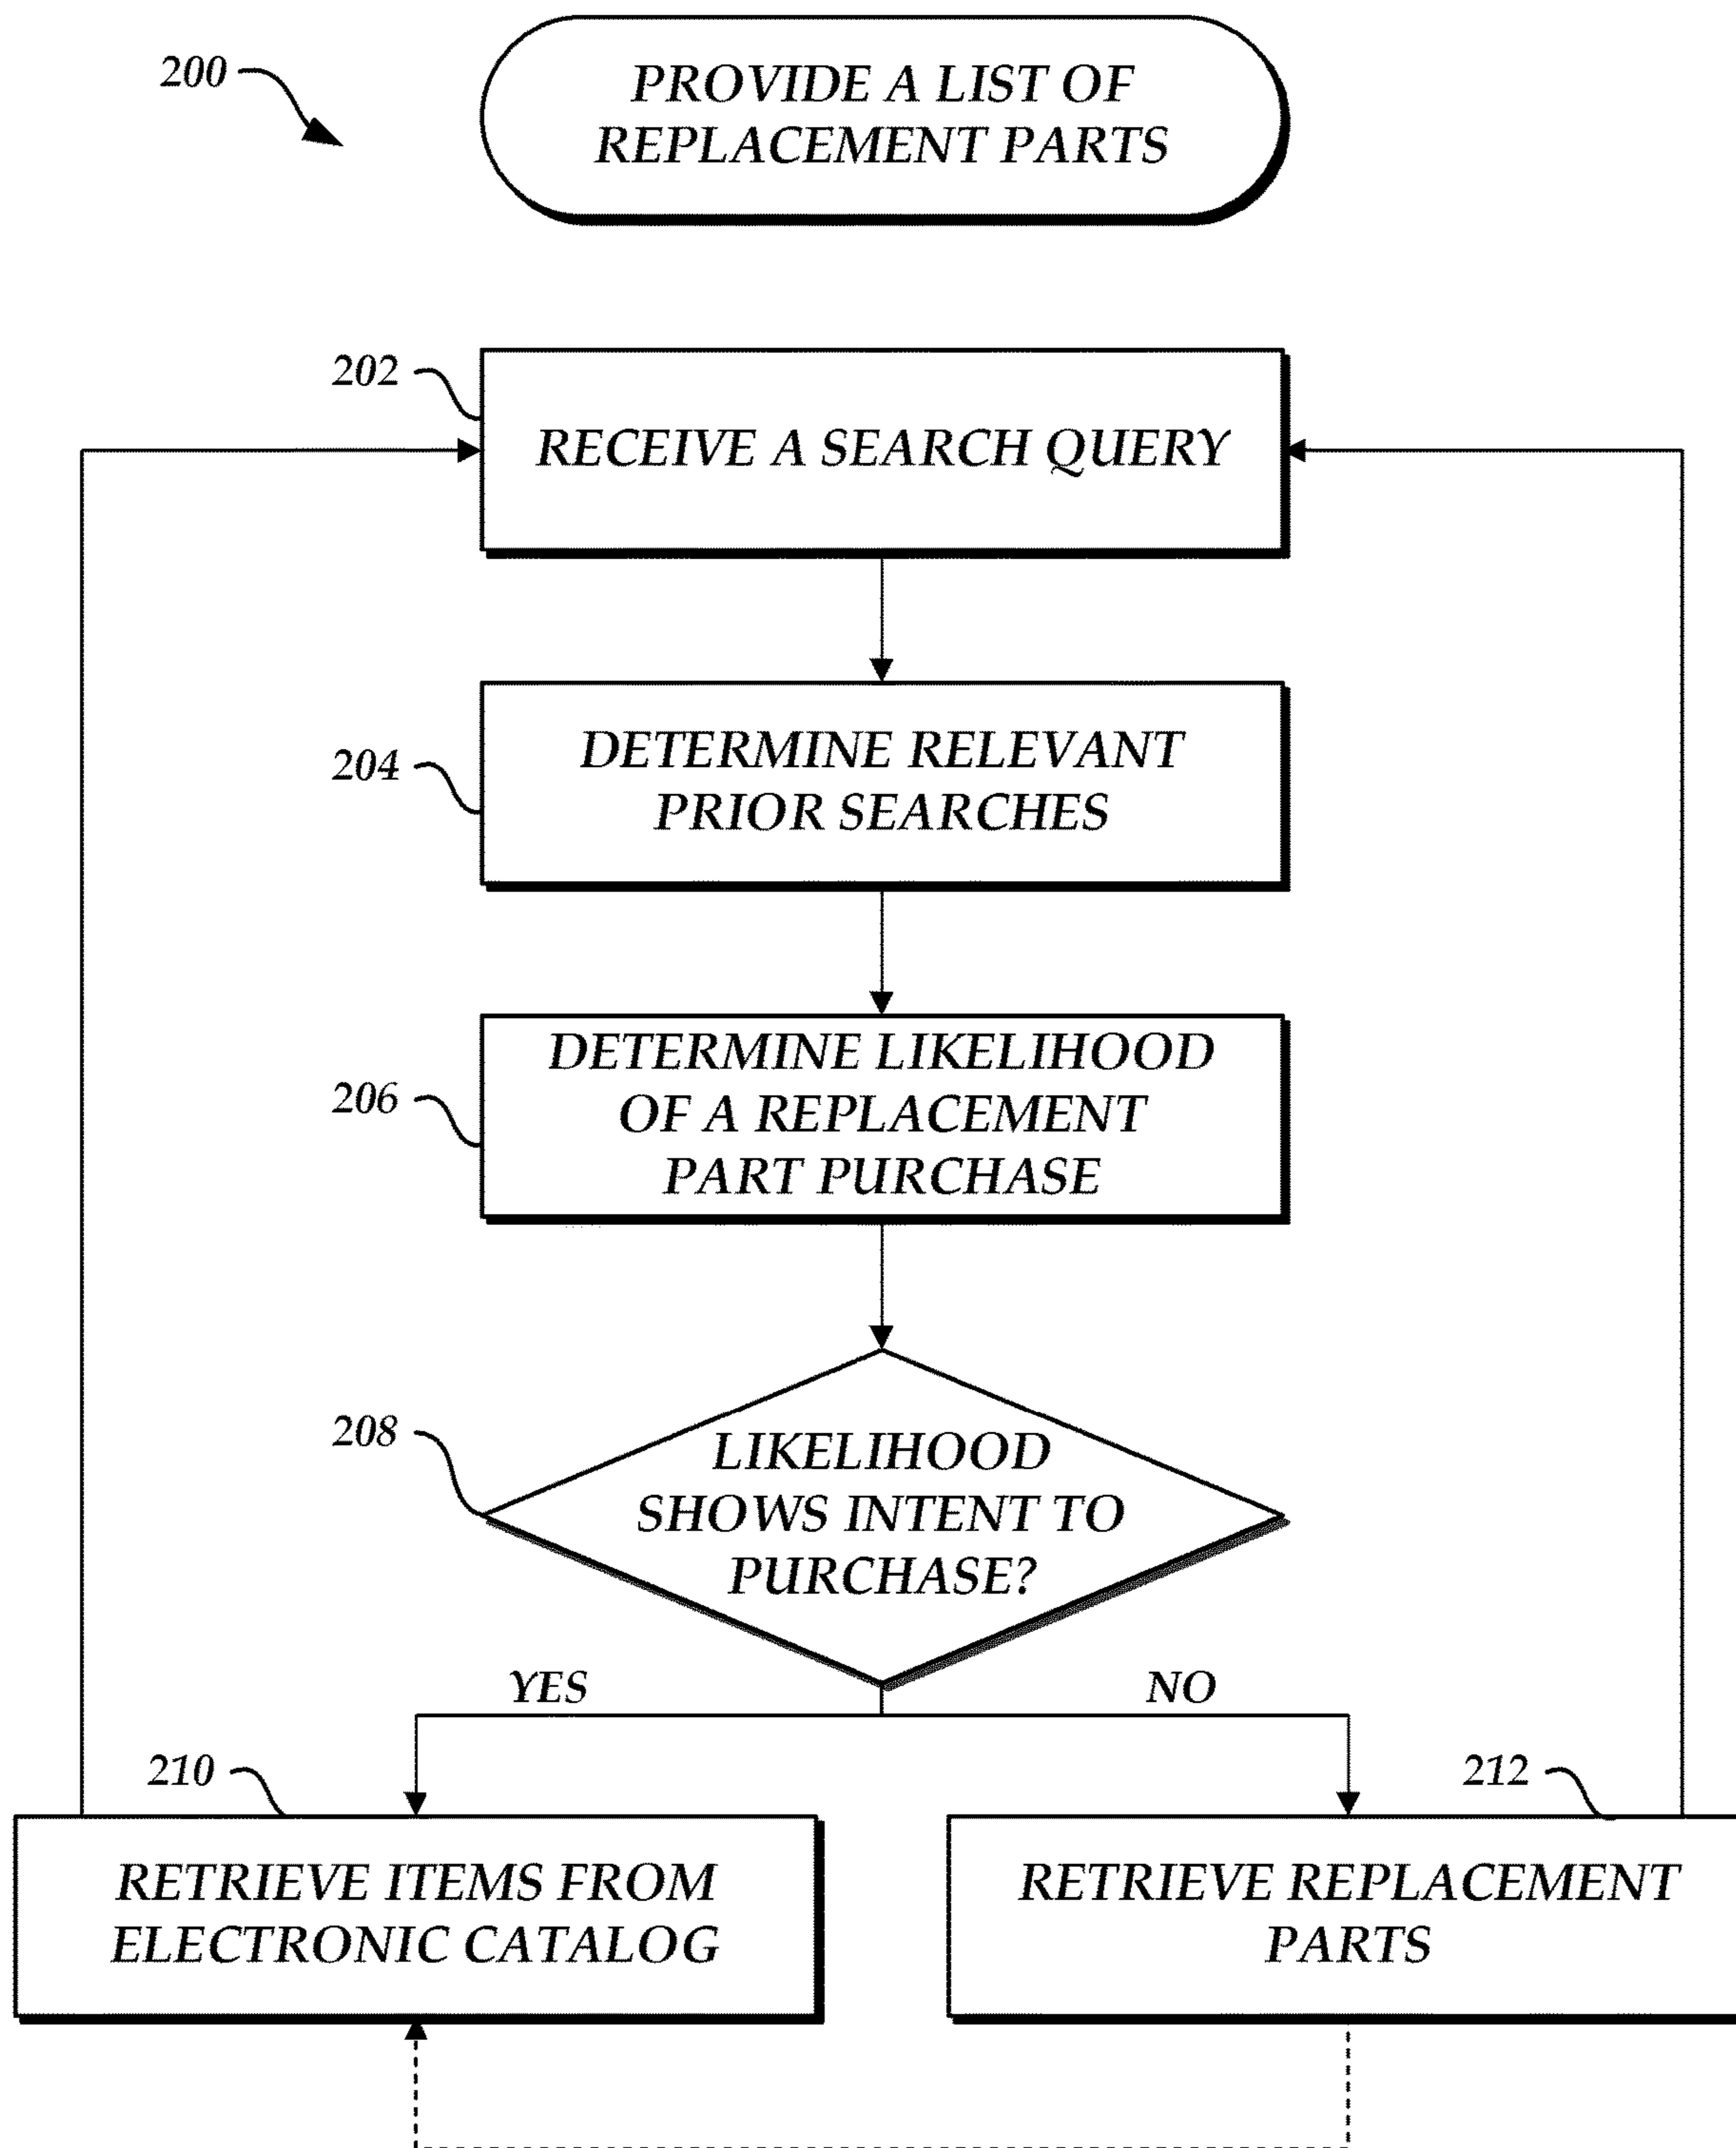 200
PROVIDE A LIST OF
REPLACEMENT PARTS
202
RECEIVE A SEARCH QUERY
204
DETERMINE RELEVANT
PRIOR SEARCHES
206
DETERMINE LIKELIHOOD
OF A REPLACEMENT
PART PURCHASE
208
LIKELIHOOD
SHOWS INTENT TO
PURCHASE?
YES
NO
210
RETRIEVE ITEMS FROM
ELECTRONIC CATALOG
212
RETRIEVE REPLACEMENT
PARTS